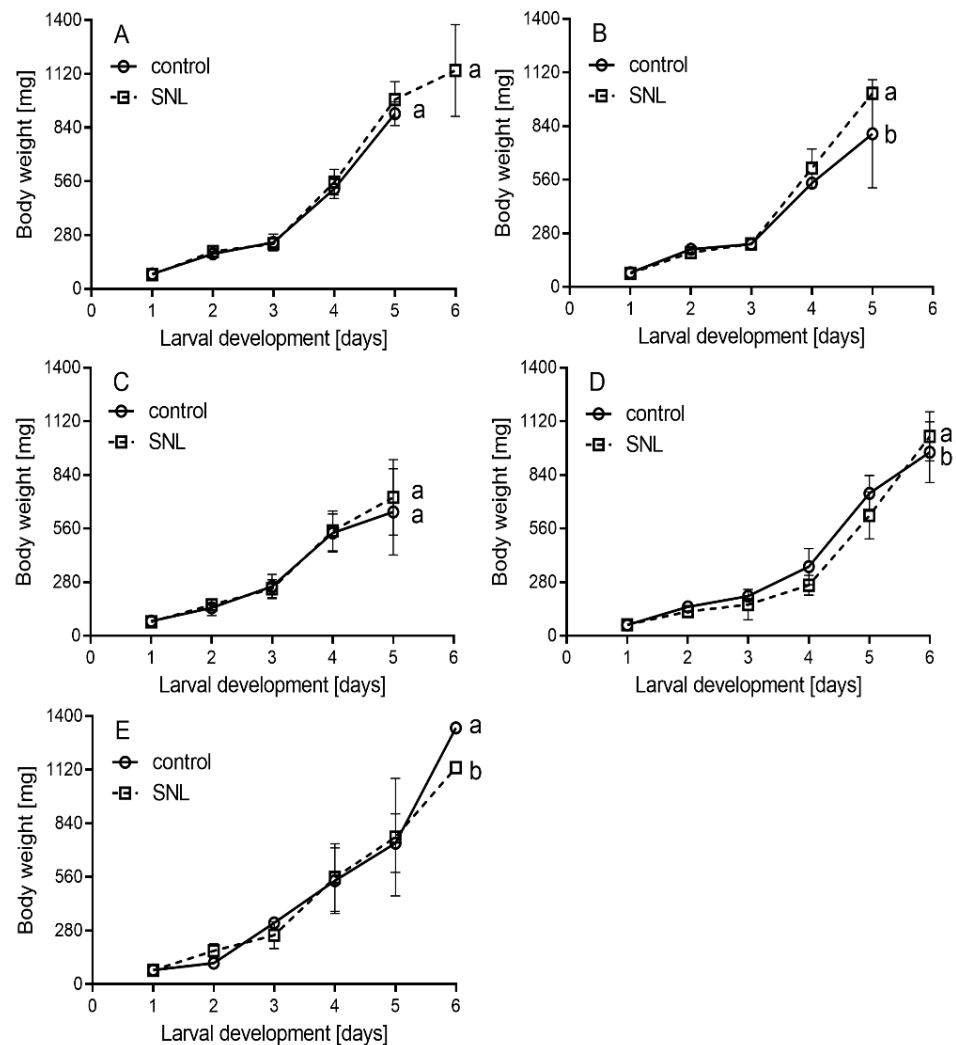 A
control
SNL
Body weight [mg]
1400
1120
840
560
280
0
0 1 2 3 4 5 6
Larval development [days]
a
a
B
control
SNL
Body weight [mg]
1400
1120
840
560
280
0
0 1 2 3 4 5 6
Larval development [days]
a
b
C
control
SNL
Body weight [mg]
1400
1120
840
560
280
0
0 1 2 3 4 5 6
Larval development [days]
a
a
D
control
SNL
Body weight [mg]
1400
1120
840
560
280
0
0 1 2 3 4 5 6
Larval development [days]
a
b
E
control
SNL
Body weight [mg]
1400
1120
840
560
280
0
0 1 2 3 4 5 6
Larval development [days]
a
b